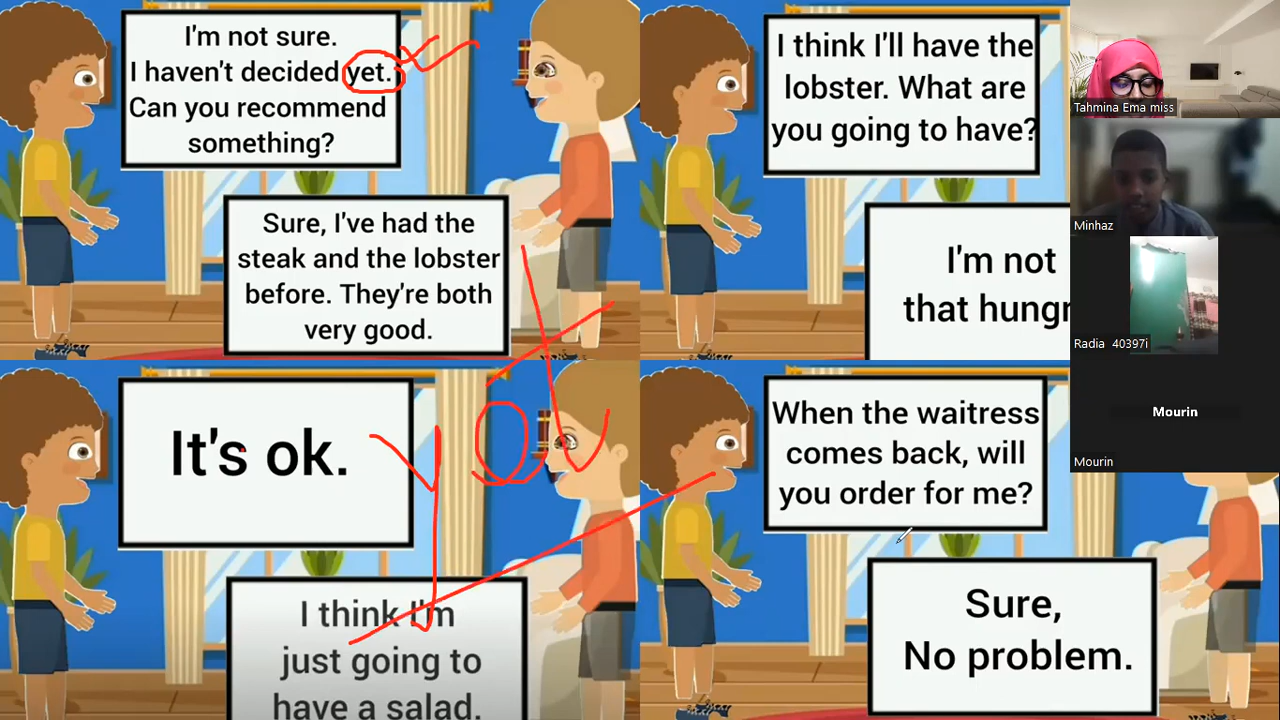 I'm not sure.
I haven't decided yet.
Can you recommend
something?
Sure, I've had the
steak and the lobster
before. They're both
very good.
I think I'll have the
lobster. What are
you going to have?
I'm not
that hungr
It's ok.
I think I'm
just going to
have a salad.
When the waitress
comes back, will
you order for me?
Sure,
No problem.
Tahmina Ema miss
Minhaz
Radia 40397i
Mourin
Mourin